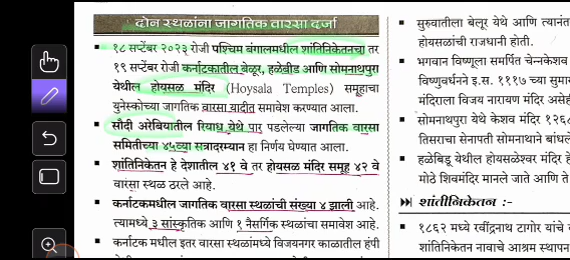 दोन स्थळांना जागतिक वारसा दर्जा
▪ १८ सप्टेंबर २०२३ रोजी पश्चिम बंगालमधील शांतिनिकेतनचा तर
१९ सप्टेंबर रोजी कर्नाटकातील बेलूर, हळेबीड आणि सोमनाथपुरा
येथील होयसळ मंदिर (Hoysala Temples) समूहाचा
युनेस्कोच्या जागतिक वारसा यादीत समावेश करण्यात आला.
▪ सौदी अरेबियातील रियाध येथे पार पडलेल्या जागतिक वारसा
समितीच्या ४५व्या सत्रादरम्यान हा निर्णय घेण्यात आला.
▪ शांतिनिकेतन हे देशातील ४१ वे तर होयसळ मंदिर समूह ४२ वे
वारसा स्थळ ठरले आहे.
▪ कर्नाटकमधील जागतिक वारसा स्थळांची संख्या ४ झाली आहे.
त्यामध्ये ३ सांस्कृतिक आणि १ नैसर्गिक स्थळांचा समावेश आहे.
▪ कर्नाटक मधील इतर वारसा स्थळांमध्ये विजयनगर काळातील हंपी
▪ सुरुवातीला बेलूर येथे आणि त्यानंत
होयसळांची राजधानी होती.
▪ भगवान विष्णूला समर्पित चेन्नकेशव
विष्णुवर्धनने इ.स. १११७ च्या सुमा
मंदिराला विजय नारायण मंदिर असेही
▪ सोमनाथपुरा येथे केशव मंदिर १२६८
तिसराचा सेनापती सोमनाथाने बांधले
▪ हळेबिडू येथील होयसळेश्वर मंदिर हे
मोठे शिवमंदिर मानले जाते आणि ते
शांतीनिकेतन :-
▪ १८६२ मध्ये रवींद्रनाथ टागोर यांचे व
शांतिनिकेतन नावाचे आश्रम स्थापन